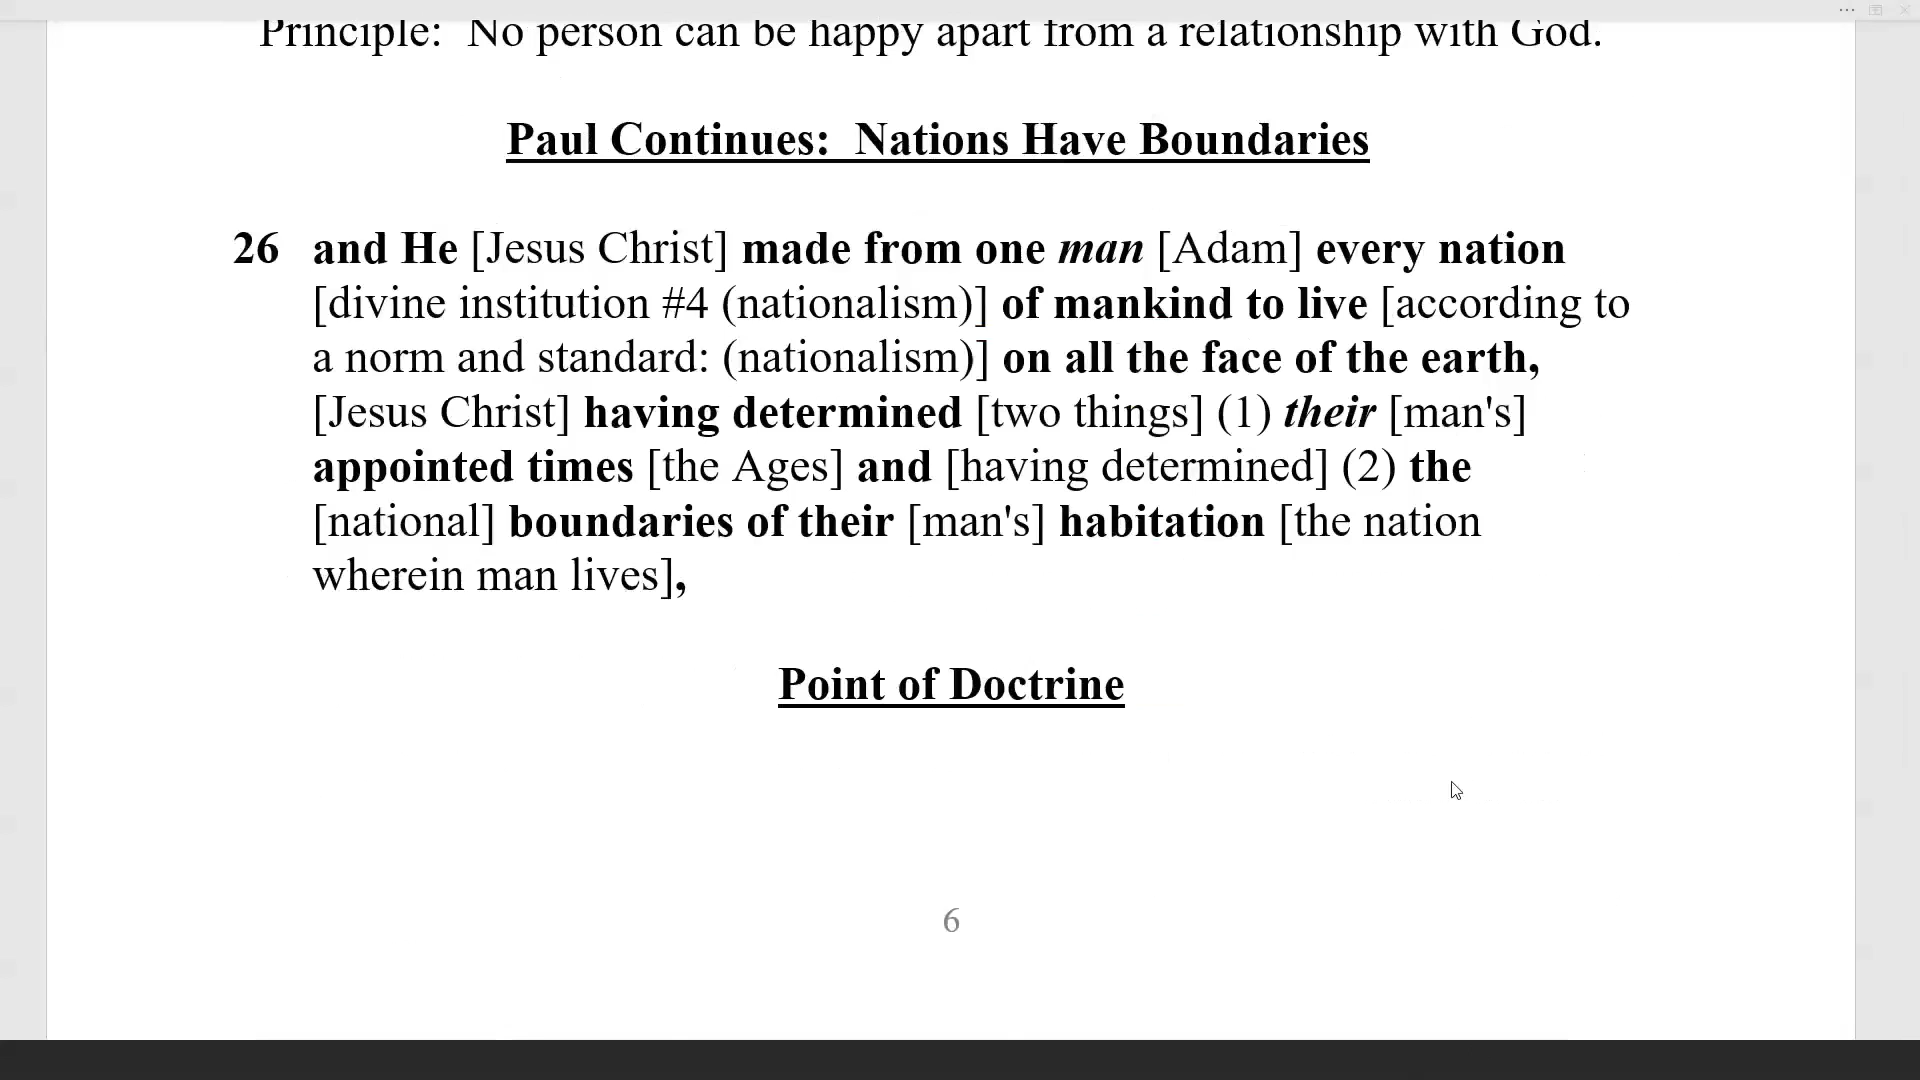 Principle:  No person can be happy apart from a relationship with God.
Paul Continues:  Nations Have Boundaries
26 and He [Jesus Christ] made from one man [Adam] every nation
[divine institution #4 (nationalism)] of mankind to live [according to
a norm and standard: (nationalism)] on all the face of the earth,
[Jesus Christ] having determined [two things] (1) their [man's]
appointed times [the Ages] and [having determined] (2) the
[national] boundaries of their [man's] habitation [the nation
wherein man lives],
Point of Doctrine
6